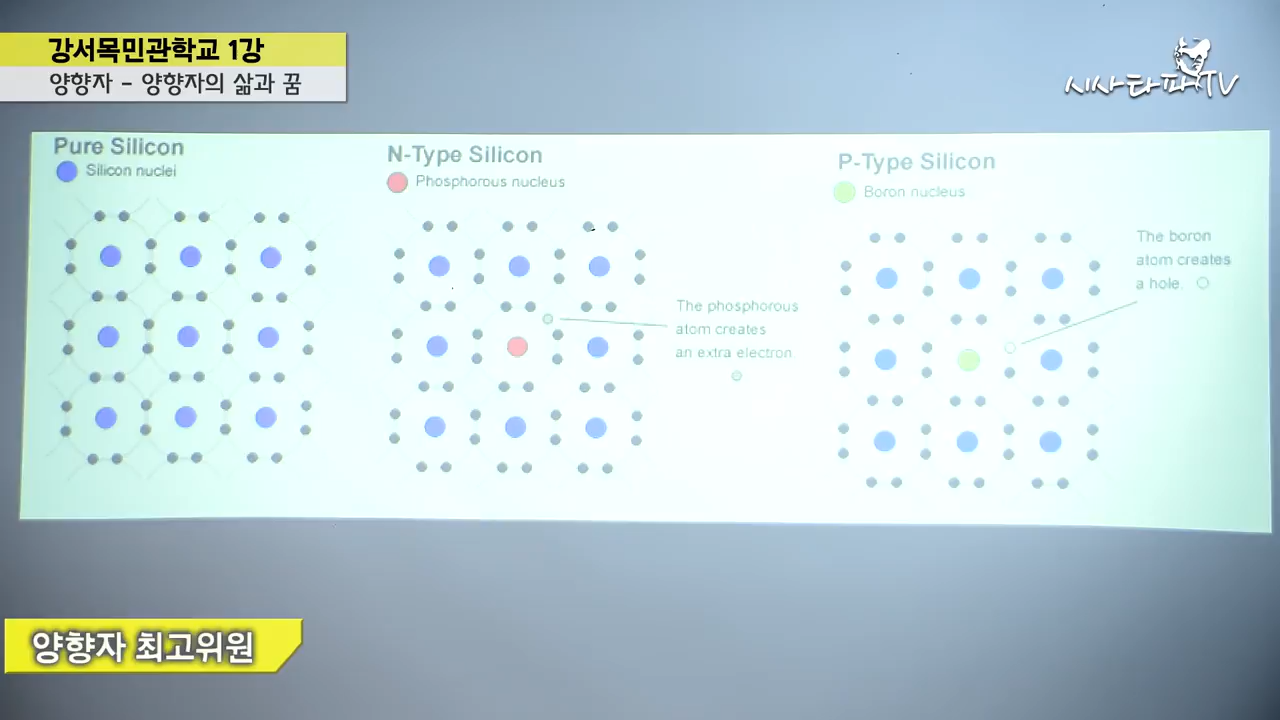 강서목민관학교 1강
양향자 - 양향자의 삶과 꿈
시사타파TV
Pure Silicon
Silicon nuclei
N-Type Silicon
Phosphorous nucleus
The phosphorous
atom creates
an extra electron
P-Type Silicon
Boron nucleus
The boron
atom creates
a hole
양향자 최고위원